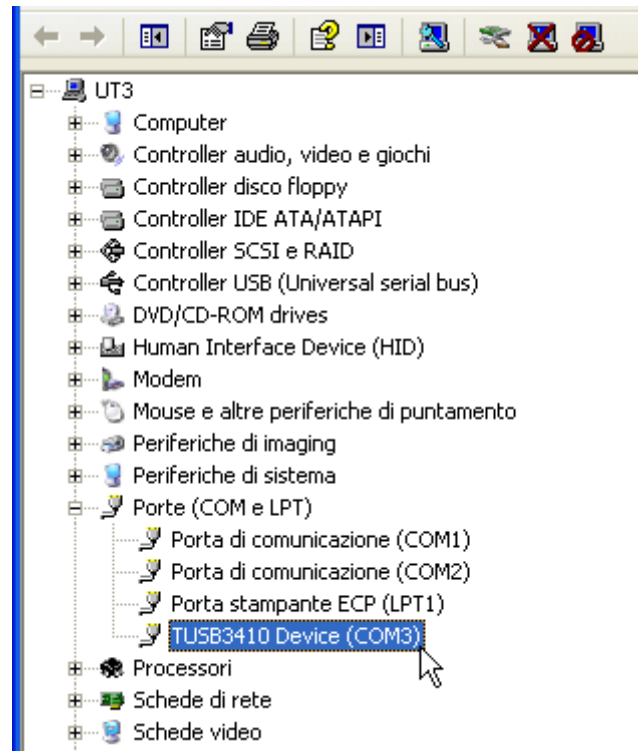 UT3
Computer
Controller audio, video e giochi
Controller disco floppy
Controller IDE ATA/ATAPI
Controller SCSI e RAID
Controller USB (Universal serial bus)
DVD/CD-ROM drives
Human Interface Device (HID)
Modem
Mouse e altre periferiche di puntamento
Periferiche di imaging
Periferiche di sistema
Porte (COM e LPT)
Porta di comunicazione (COM1)
Porta di comunicazione (COM2)
Porta stampante ECP (LPT1)
TUSB3410 Device (COM3)
Processori
Schede di rete
Schede video